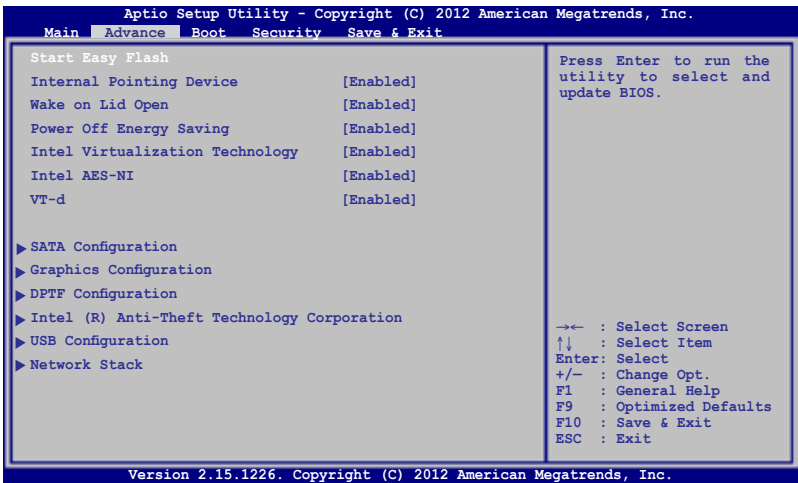 Aptio Setup Utility - Copyright (C) 2012 American Megatrends, Inc.
Main Advance Boot Security Save & Exit
Start Easy Flash
Internal Pointing Device [Enabled]
Wake on Lid Open [Enabled]
Power Off Energy Saving [Enabled]
Intel Virtualization Technology [Enabled]
Intel AES-NI [Enabled]
VT-d [Enabled]
SATA Configuration
Graphics Configuration
DPTF Configuration
Intel (R) Anti-Theft Technology Corporation
USB Configuration
Network Stack
Press Enter to run the
utility to select and
update BIOS.
→← : Select Screen
↑↓ : Select Item
Enter: Select
+/— : Change Opt.
F1 : General Help
F9 : Optimized Defaults
F10 : Save & Exit
ESC : Exit
Version 2.15.1226. Copyright (C) 2012 American Megatrends, Inc.